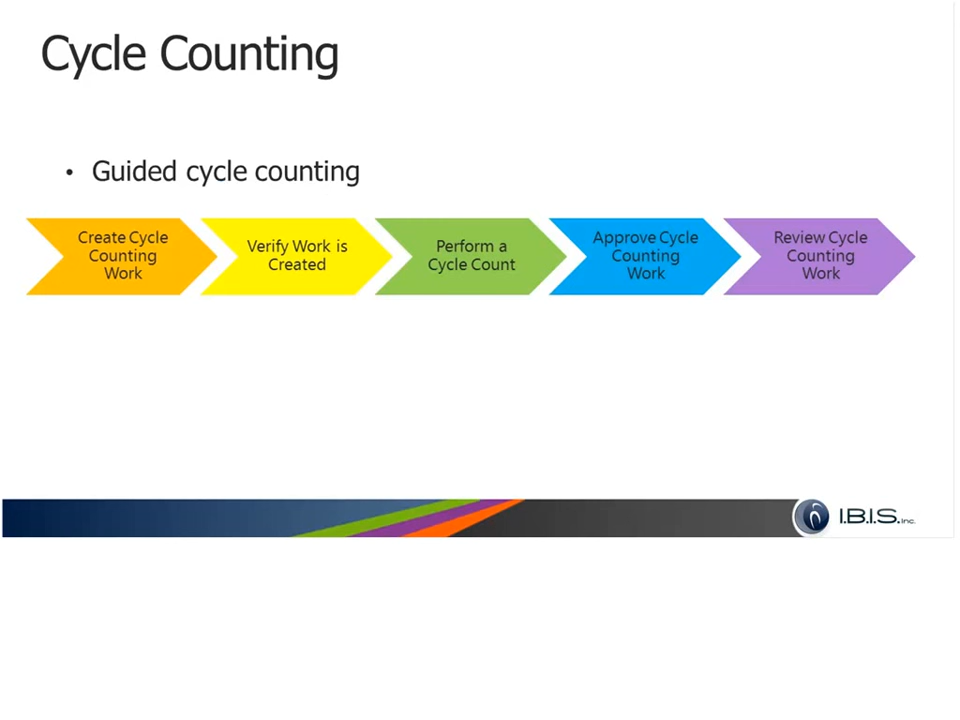 Cycle Counting
• Guided cycle counting
Create Cycle
Counting
Work
Verify Work is
Created
Perform a
Cycle Count
Approve Cycle
Counting
Work
Review Cycle
Counting
Work
I.B.I.S. Inc.